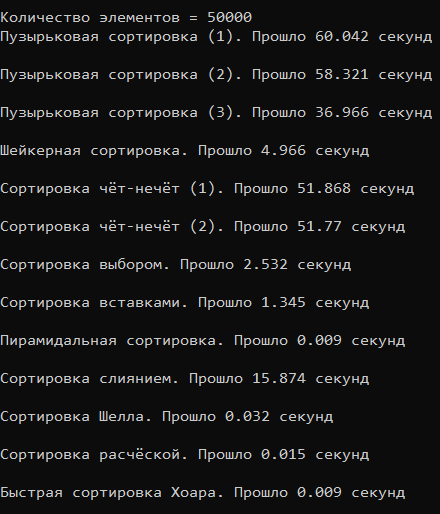 Количество элементов = 50000
Пузырьковая сортировка (1). Прошло 60.042 секунд
Пузырьковая сортировка (2). Прошло 58.321 секунд
Пузырьковая сортировка (3). Прошло 36.966 секунд
Шейкерная сортировка. Прошло 4.966 секунд
Сортировка чёт-нечёт (1). Прошло 51.868 секунд
Сортировка чёт-нечёт (2). Прошло 51.77 секунд
Сортировка выбором. Прошло 2.532 секунд
Сортировка вставками. Прошло 1.345 секунд
Пирамидальная сортировка. Прошло 0.009 секунд
Сортировка слиянием. Прошло 15.874 секунд
Сортировка Шелла. Прошло 0.032 секунд
Сортировка расчёской. Прошло 0.015 секунд
Быстрая сортировка Хоара. Прошло 0.009 секунд